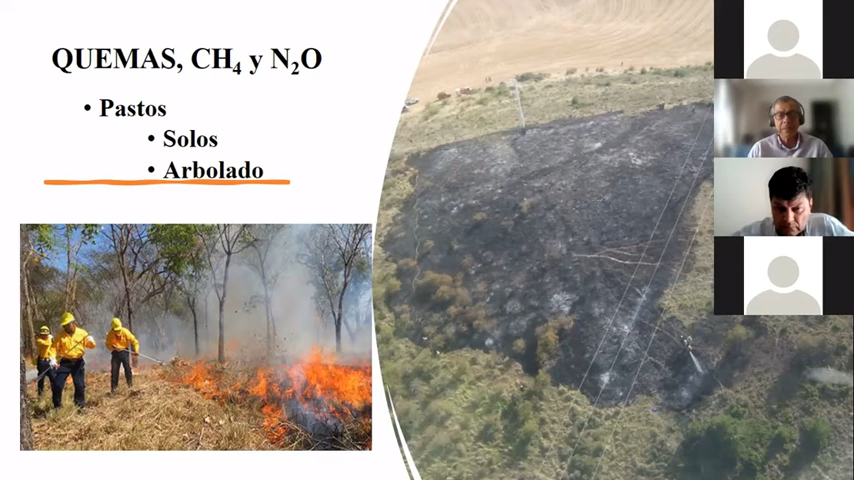 QUEMAS, CH₄ y N₂O
• Pastos
• Solos
• Arbolado